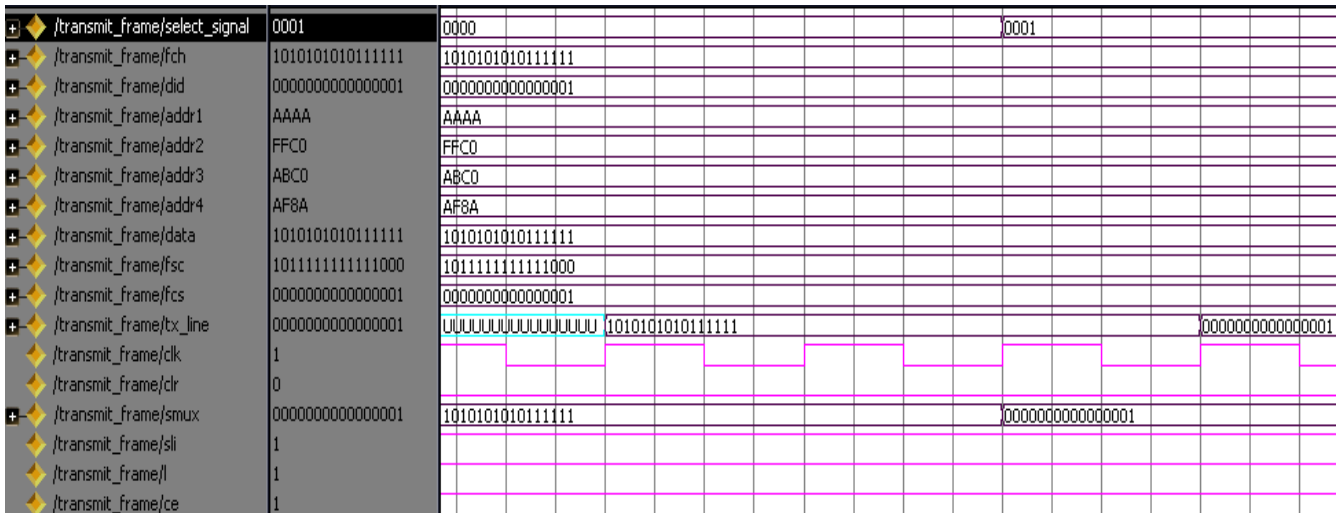 /transmit_frame/select_signal 0001 0000 0001
/transmit_frame/fch 1010101010111111 1010101010111111
/transmit_frame/did 0000000000000001 0000000000000001
/transmit_frame/addr1 AAAA AAAA
/transmit_frame/addr2 FFC0 FFC0
/transmit_frame/addr3 ABC0 ABC0
/transmit_frame/addr4 AF8A AF8A
/transmit_frame/data 1010101010111111 1010101010111111
/transmit_frame/fsc 1011111111111000 1011111111111000
/transmit_frame/fcs 0000000000000001 0000000000000001
/transmit_frame/tx_line 0000000000000001 UUUUUUUUUUUUUUUU 1010101010111111 0000000000000001
/transmit_frame/clk 1
/transmit_frame/clr 0
/transmit_frame/smux 0000000000000001 1010101010111111 0000000000000001
/transmit_frame/sli 1
/transmit_frame/l 1
/transmit_frame/ce 1